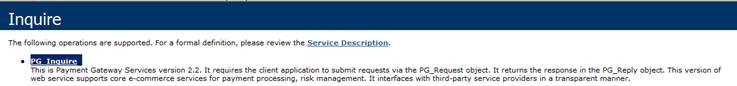 Inquire
The following operations are supported. For a formal definition, please review the Service Description.
• PG_Inquire
This is Payment Gateway Services version 2.2. It requires the client application to submit requests via the PG_Request object. It returns the response in the PG_Reply object. This version of
web service supports core e-commerce services for payment processing, risk management. It interfaces with third-party service providers in a transparent manner.